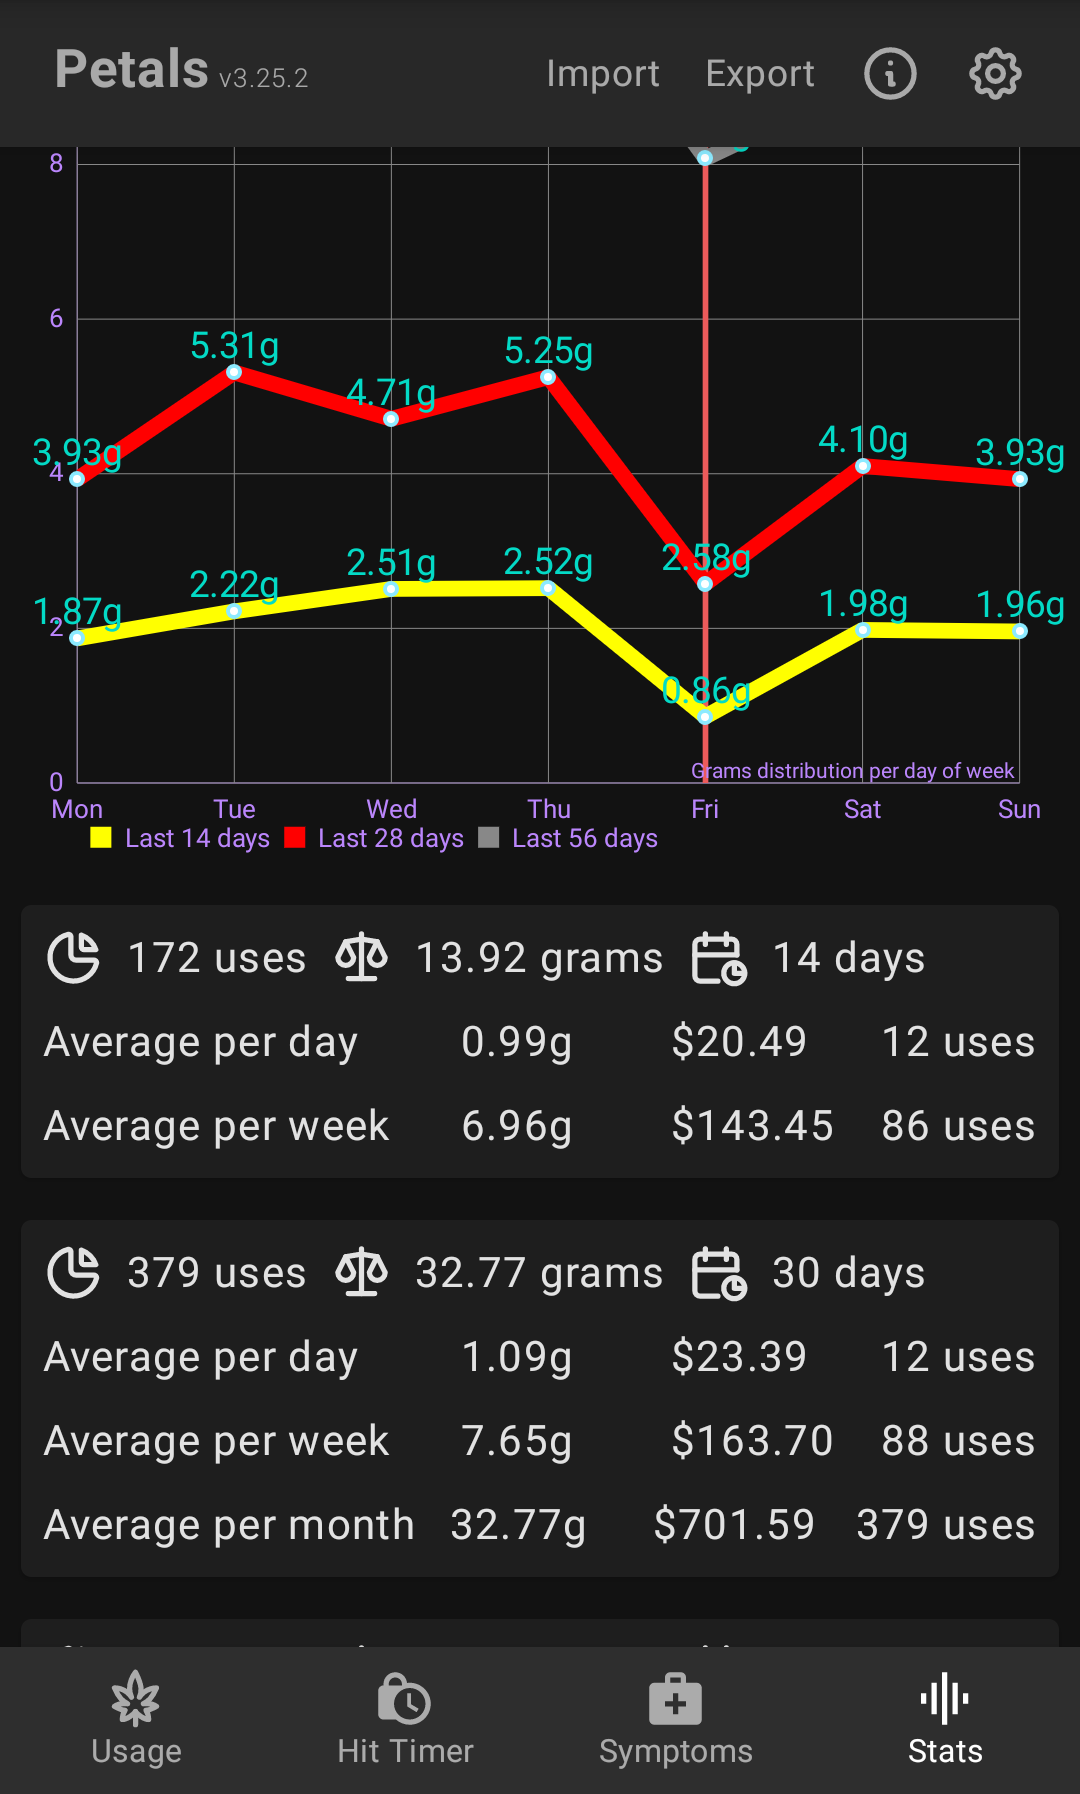 Petals v3.25.2 Import Export
8
6
5.31g 5.25g
4.71g
3.93g 4.10g 3.93g
4
2.58g
2.51g 2.52g
2.22g
1.87g 1.98g 1.96g
2
0.86g
Grams distribution per day of week
0
Mon Tue Wed Thu Fri Sat Sun
Last 14 days Last 28 days Last 56 days
172 uses 13.92 grams 14 days
Average per day 0.99g $20.49 12 uses
Average per week 6.96g $143.45 86 uses
379 uses 32.77 grams 30 days
Average per day 1.09g $23.39 12 uses
Average per week 7.65g $163.70 88 uses
Average per month 32.77g $701.59 379 uses
Usage Hit Timer Symptoms Stats